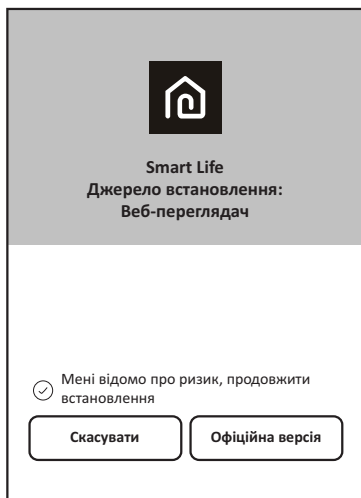 Smart Life
Джерело встановлення:
Веб-переглядач
Мені відомо про ризик, продовжити
встановлення
Скасувати
Офіційна версія